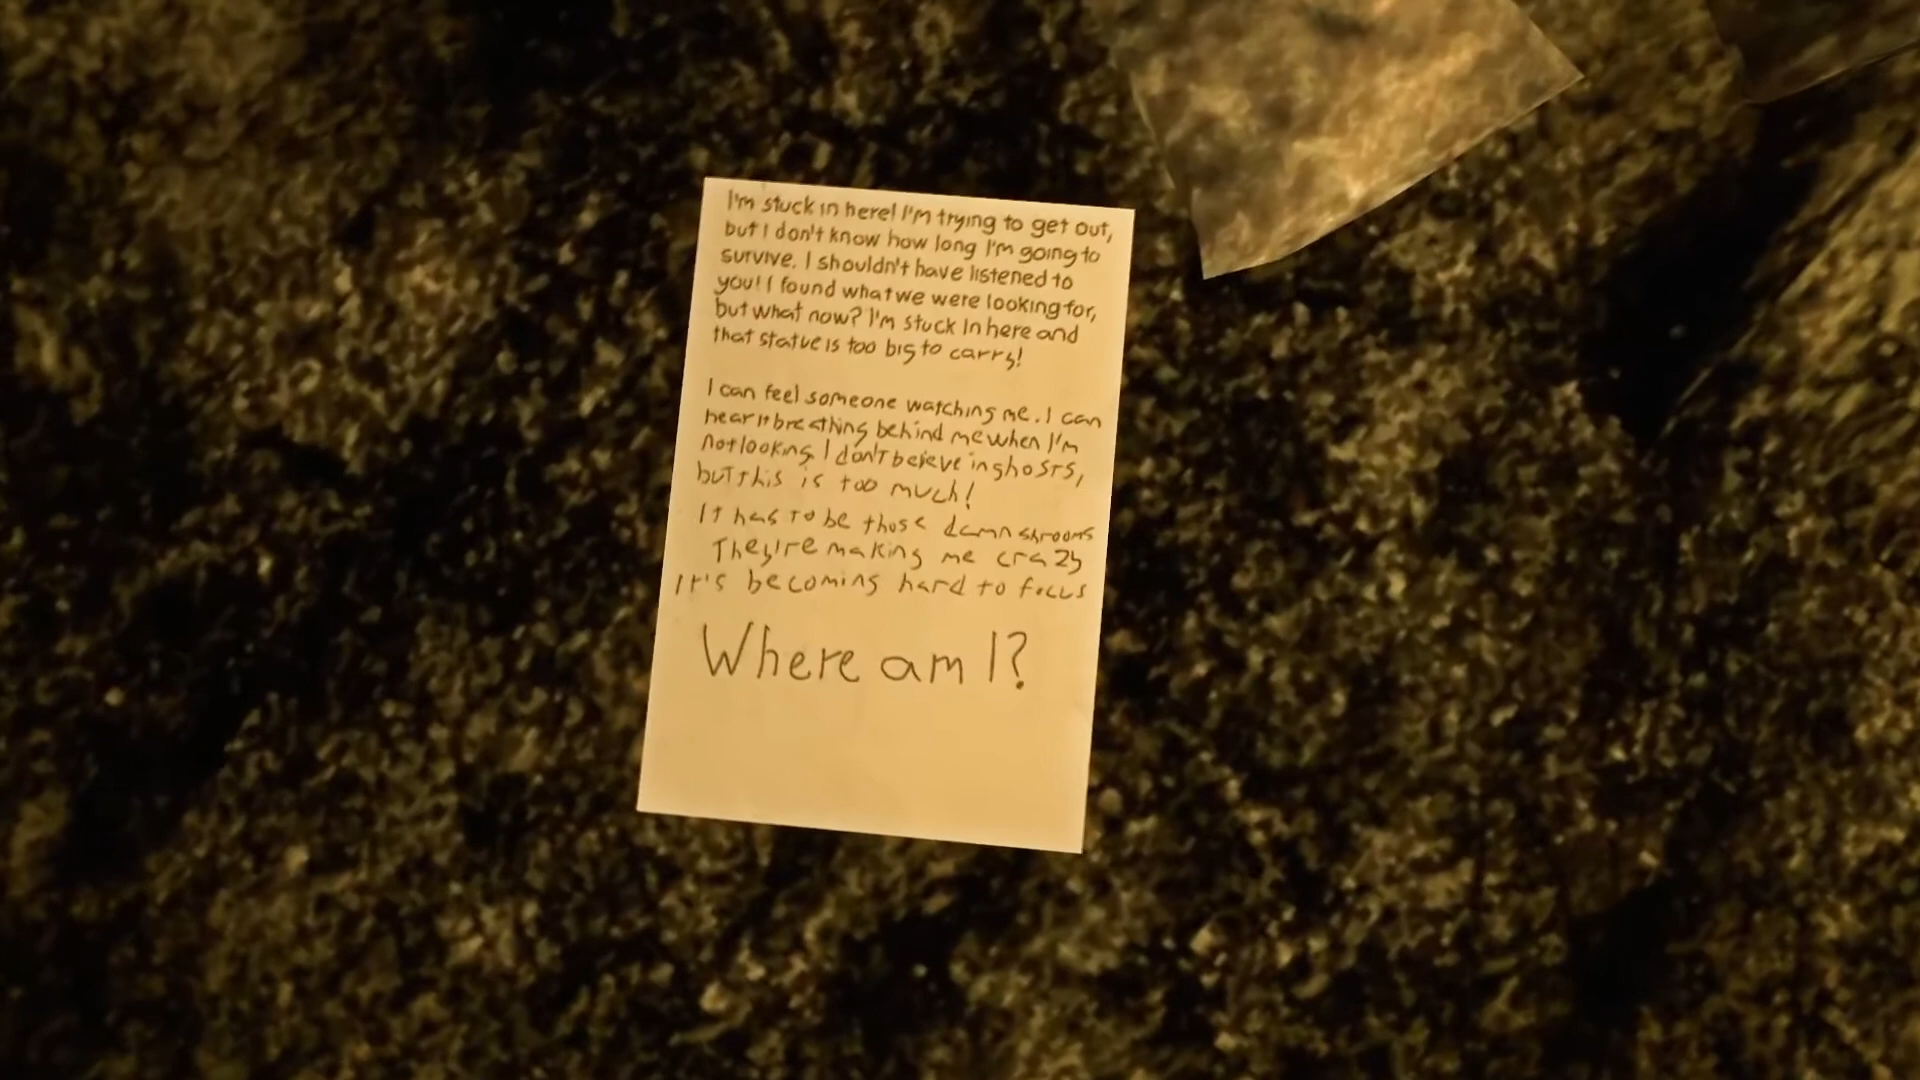 I'm stuck in here! I'm trying to get out,
but I don't know how long I'm going to
survive. I shouldn't have listened to
you! I found what we were looking for,
but what now? I'm stuck in here and
that statue is too big to carry!
I can feel someone watching me. I can
hear it breathing behind me when I'm
not looking. I don't beieve in ghosts,
but this is too much!
It has to be those damn shrooms
They're making me crazy
It's becoming hard to focus
Where am I?